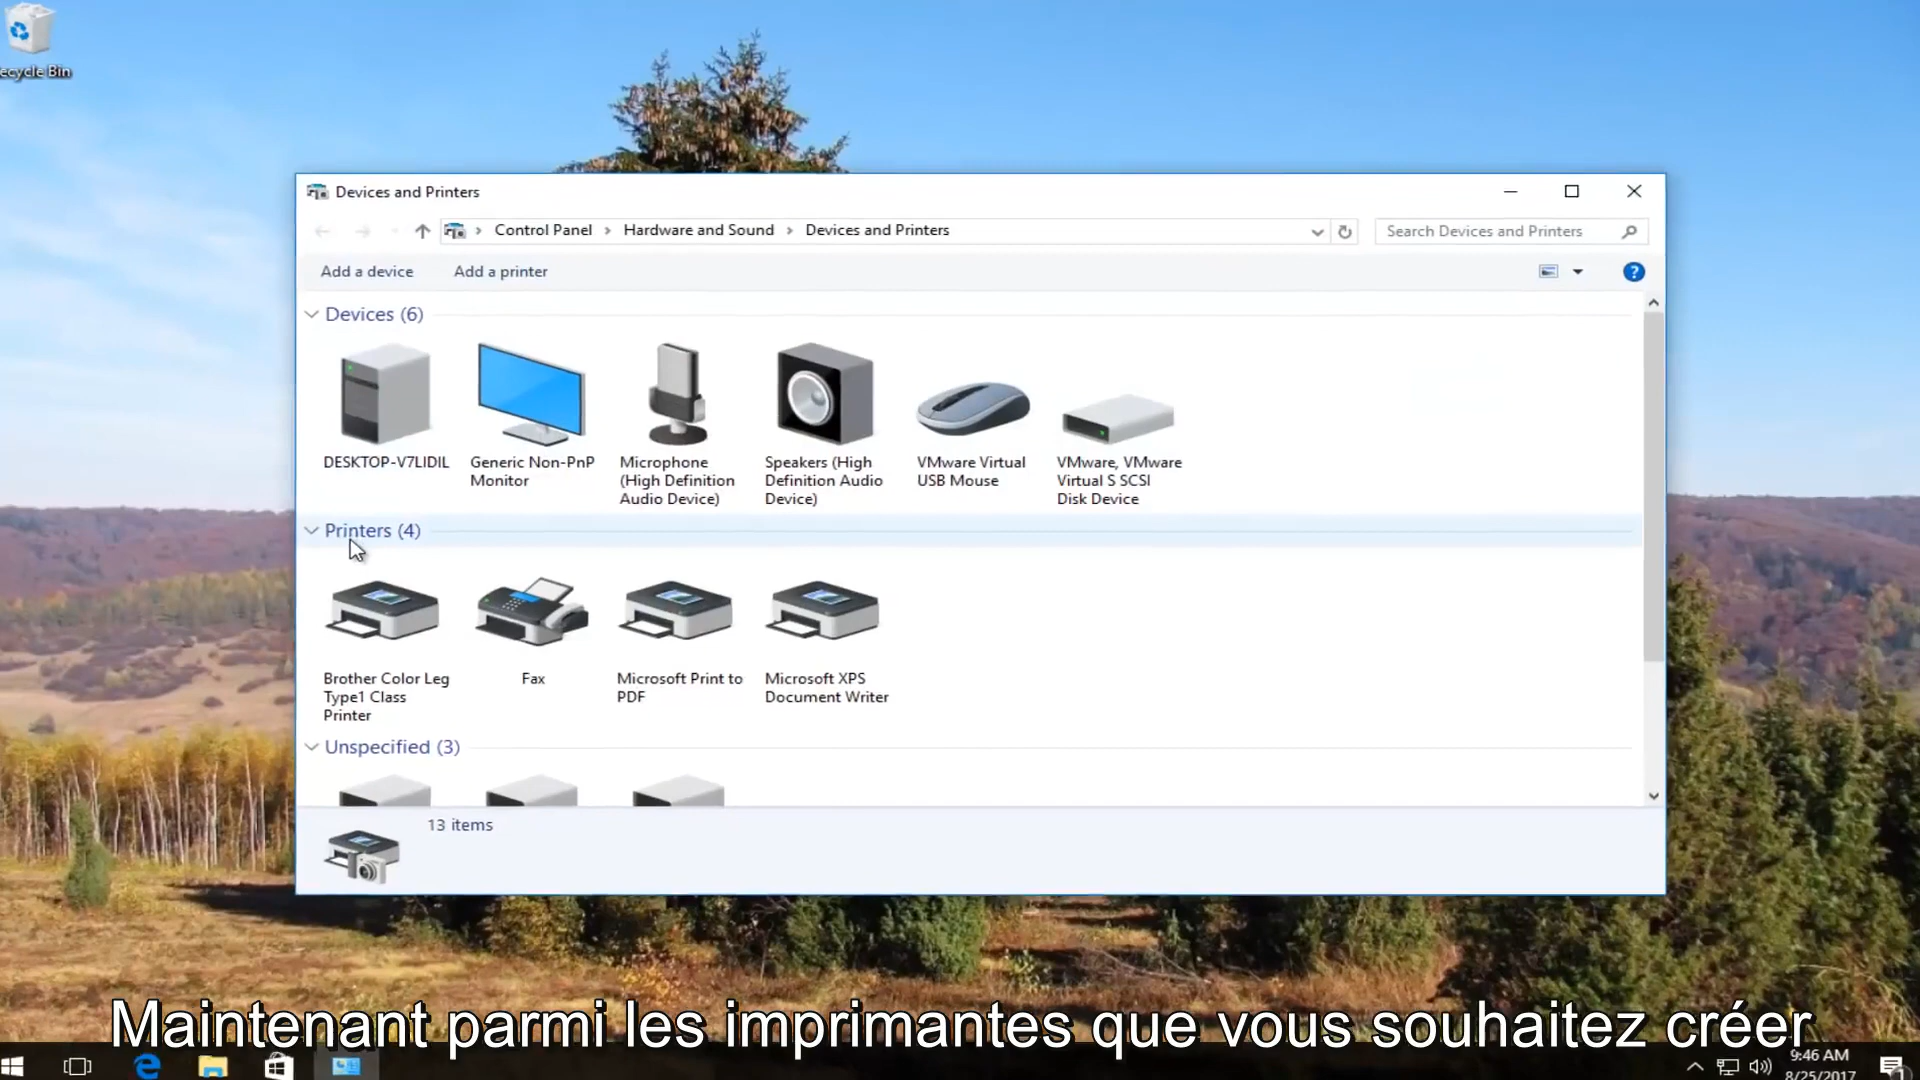 ecycle Bin
Devices and Printers
Control Panel > Hardware and Sound > Devices and Printers
Search Devices and Printers
Add a device
Add a printer
?
Devices (6)
DESKTOP-V7LIDIL
Generic Non-PnP
Monitor
Microphone
(High Definition
Audio Device)
Speakers (High
Definition Audio
Device)
VMware Virtual
USB Mouse
VMware, VMware
Virtual S SCSI
Disk Device
Printers (4)
Brother Color Leg
Type1 Class
Printer
Fax
Microsoft Print to
PDF
Microsoft XPS
Document Writer
Unspecified (3)
13 items
Maintenant parmi les imprimantes que vous souhaitez créer
9:46 AM
8/25/2017